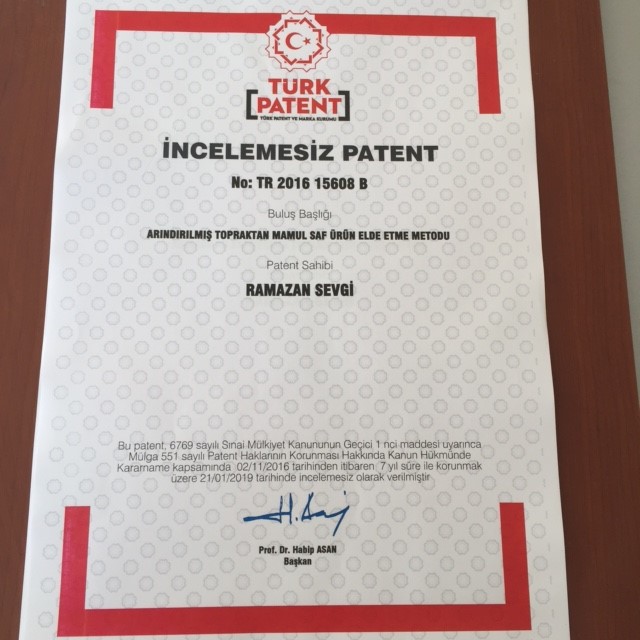 TÜRK
PATENT
TÜRK PATENT VE MARKA KURUMU
İNCELEMESİZ PATENT
No: TR 2016 15608 B
Buluş Başlığı
ARINDIRILMIŞ TOPRAKTAN MAMUL SAF ÜRÜN ELDE ETME METODU
Patent Sahibi
RAMAZAN SEVGİ
Bu patent, 6769 sayılı Sınai Mülkiyet Kanununun Geçici 1 nci maddesi uyarınca
Mülga 551 sayılı Patent Haklarının Korunması Hakkında Kanun Hükmünde
Kararname kapsamında 02/11/2016 tarihinden itibaren 7 yıl süre ile korunmak
üzere 21/01/2019 tarihinde incelemesiz olarak verilmiştir
Prof. Dr. Habip ASAN
Başkan